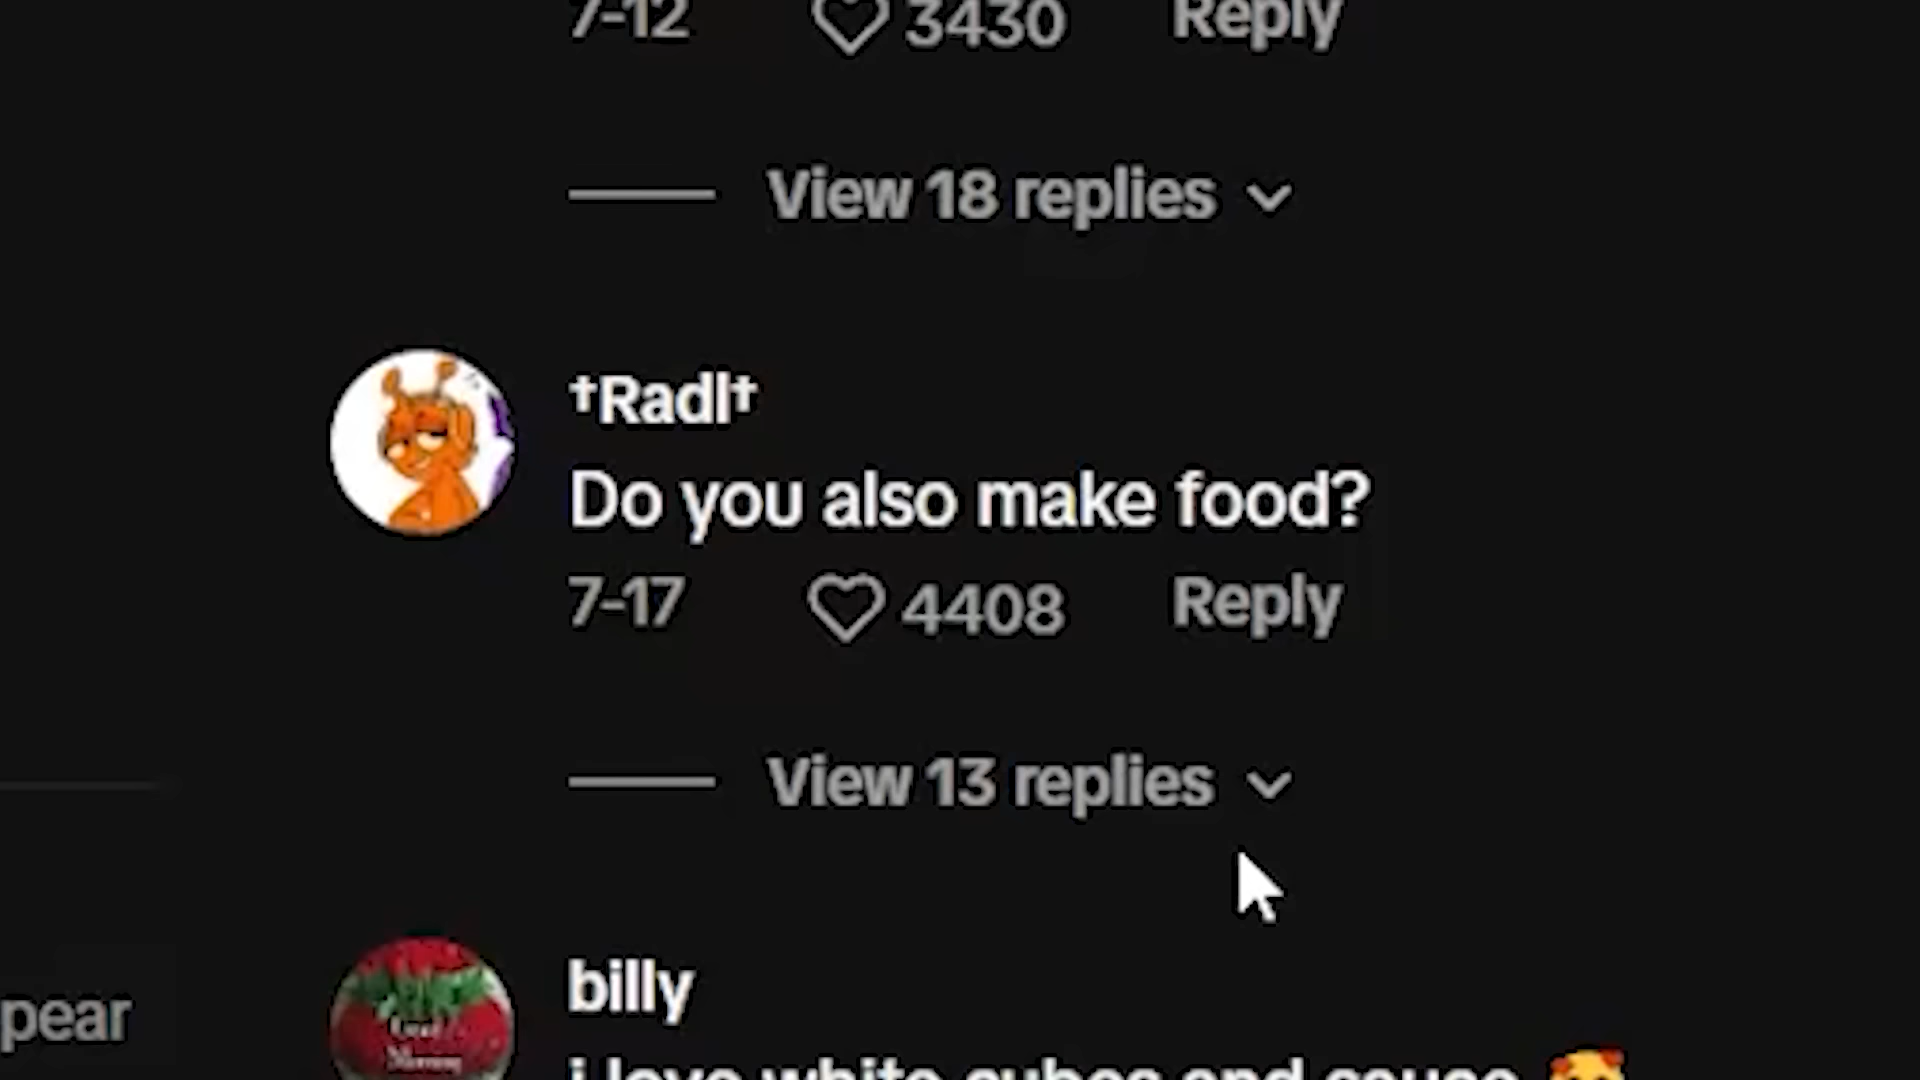 7-12 3430 Reply
View 18 replies
†Radl†
Do you also make food?
7-17 4408 Reply
View 13 replies
pear
billy
i love white cubes and sauce 🥰